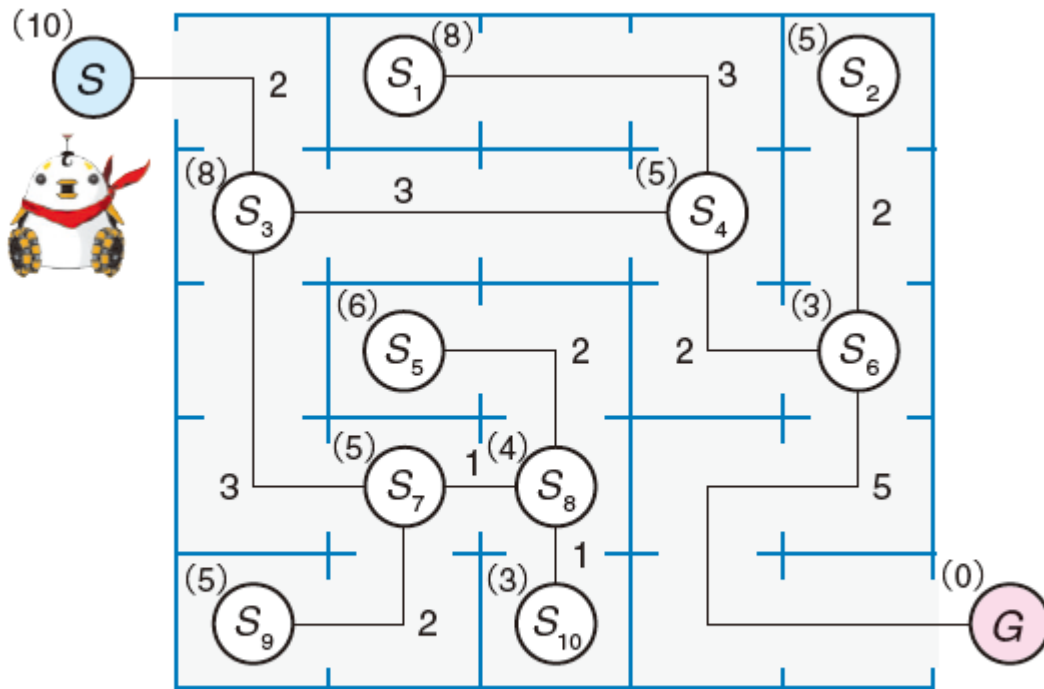 (10) (8) (5)
S 2 S1 3 S2
(8) 3 (5) 2
S3 S4
(6) 2 2 (3)
S5 S6
3 (5) 1 (4) 5
S7 S8
(5) 2 (3) 1 (0)
S9 S10 G